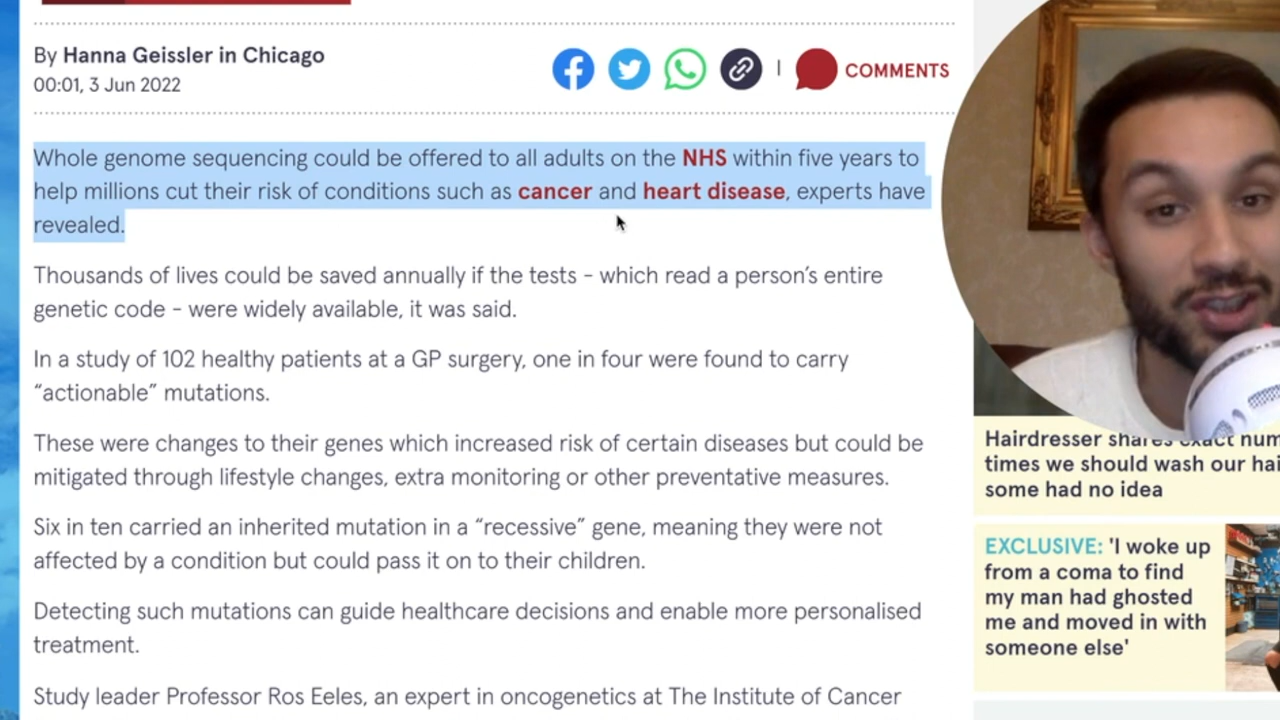 By Hanna Geissler in Chicago
00:01, 3 Jun 2022
COMMENTS
Whole genome sequencing could be offered to all adults on the NHS within five years to
help millions cut their risk of conditions such as cancer and heart disease, experts have
revealed.
Thousands of lives could be saved annually if the tests - which read a person’s entire
genetic code - were widely available, it was said.
In a study of 102 healthy patients at a GP surgery, one in four were found to carry
“actionable” mutations.
These were changes to their genes which increased risk of certain diseases but could be
mitigated through lifestyle changes, extra monitoring or other preventative measures.
Six in ten carried an inherited mutation in a “recessive” gene, meaning they were not
affected by a condition but could pass it on to their children.
Detecting such mutations can guide healthcare decisions and enable more personalised
treatment.
Study leader Professor Ros Eeles, an expert in oncogenetics at The Institute of Cancer
Hairdresser shares exact num
times we should wash our hai
some had no idea
EXCLUSIVE: 'I woke up
from a coma to find
my man had ghosted
me and moved in with
someone else'